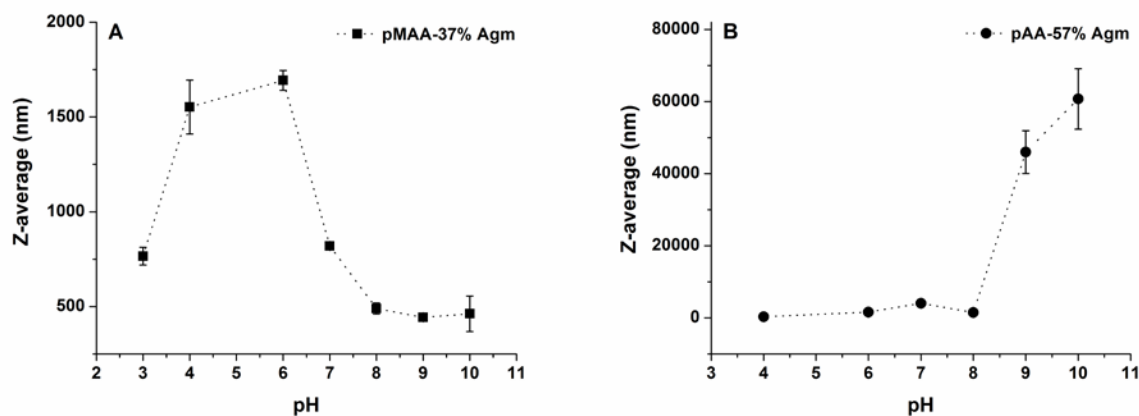 A
pMAA-37% Agm
2000
1500
1000
500
Z-average (nm)
2 3 4 5 6 7 8 9 10 11
pH
B
pAA-57% Agm
80000
60000
40000
20000
0
Z-average (nm)
3 4 5 6 7 8 9 10 11
pH